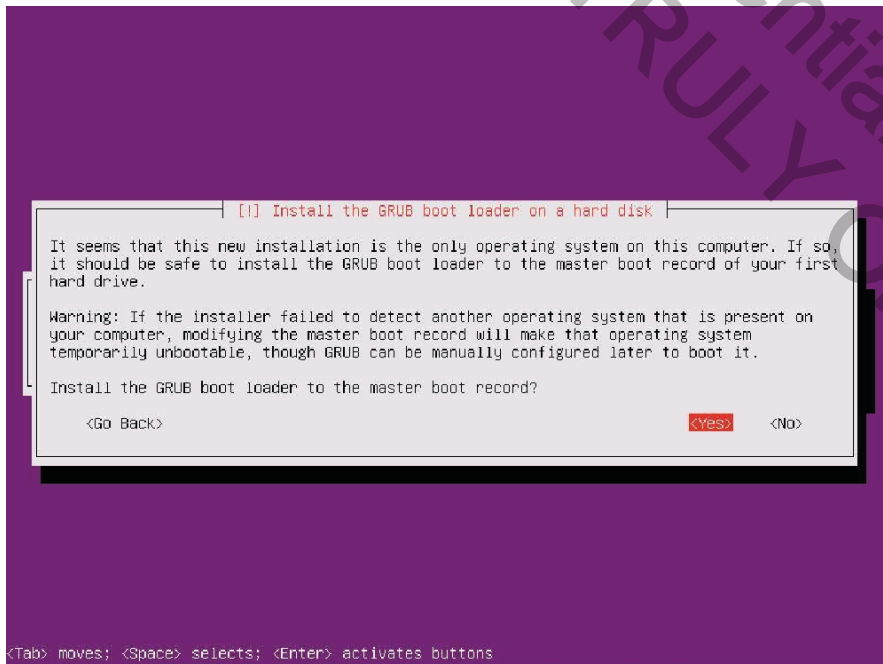 [!] Install the GRUB boot loader on a hard disk
It seems that this new installation is the only operating system on this computer. If so,
it should be safe to install the GRUB boot loader to the master boot record of your first
hard drive.
Warning: If the installer failed to detect another operating system that is present on
your computer, modifying the master boot record will make that operating system
temporarily unbootable, though GRUB can be manually configured later to boot it.
Install the GRUB boot loader to the master boot record?
<Go Back> <Yes> <No>
<Tab> moves; <Space> selects; <Enter> activates buttons